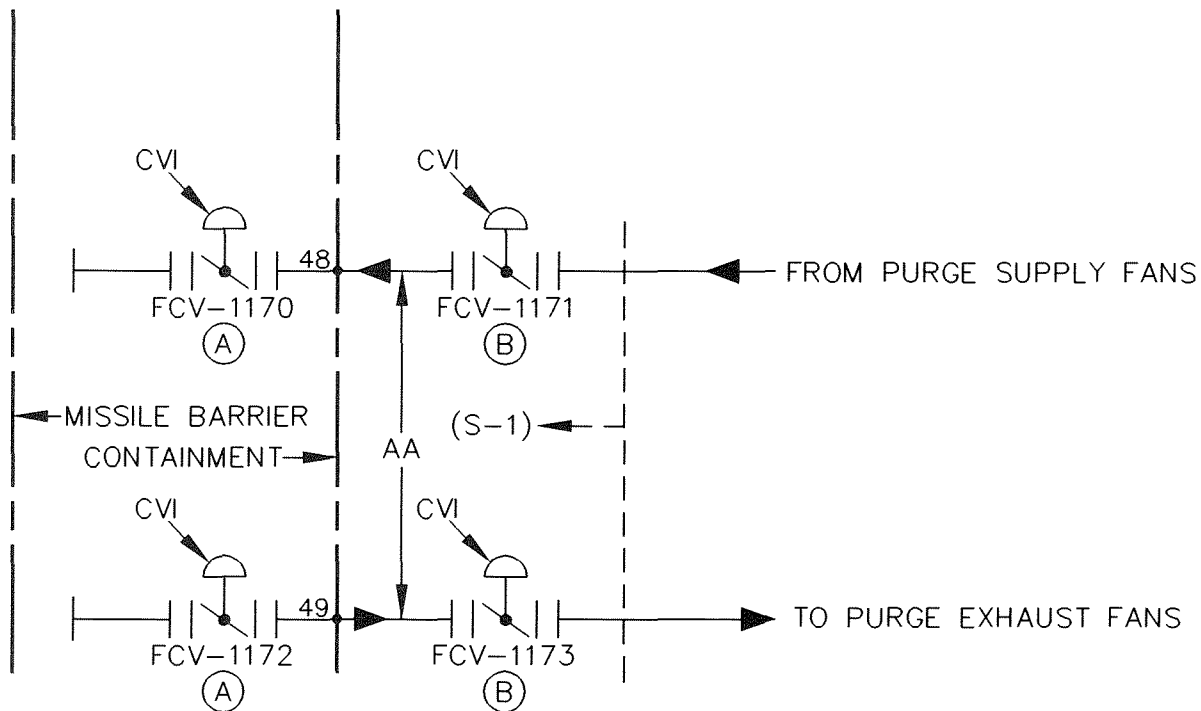 CVI
CVI
48
FROM PURGE SUPPLY FANS
FCV-1170
FCV-1171
A
B
MISSILE BARRIER
(S-1)
CONTAINMENT
AA
CVI
CVI
49
TO PURGE EXHAUST FANS
FCV-1172
FCV-1173
A
B